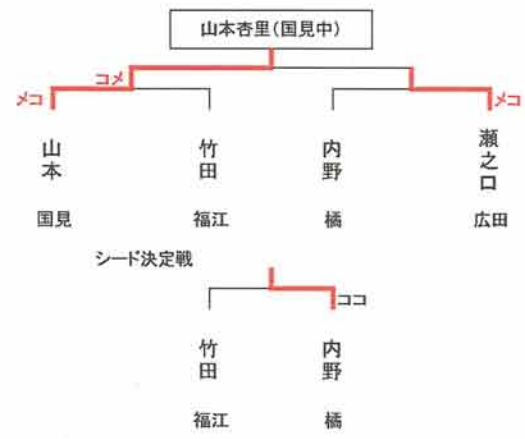 山本杏里(国見中)
コメ
メコ
メコ
山本
竹田
内野
瀬之口
国見
福江
橘
広田
シード決定戦
ココ
竹田
内野
福江
橘